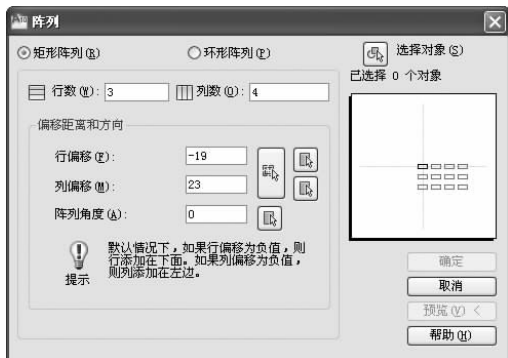 阵列
矩形阵列(R)
环形阵列(P)
选择对象(S)
已选择 0 个对象
行数(W): 3
列数(O): 4
偏移距离和方向
行偏移(F): -19
列偏移(M): 23
阵列角度(A): 0
默认情况下，如果行偏移为负值，则
行添加在下面。如果列偏移为负值，
则列添加在左边。
提示
确定
取消
预览(V) <
帮助(H)